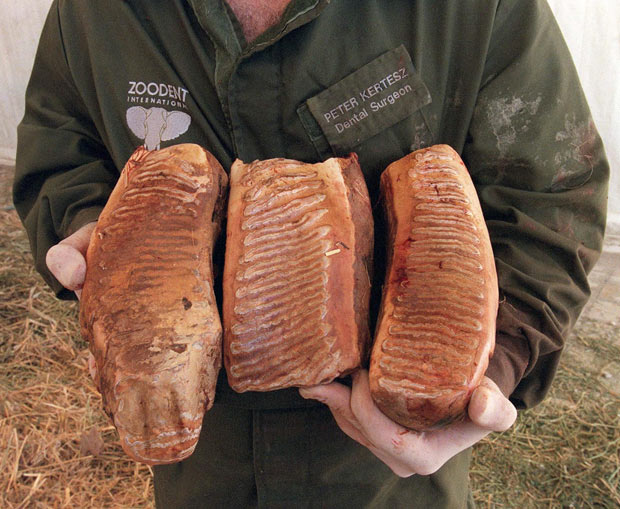 ZOODENT
INTERNATIONAL
PETER KERTESZ
Dental Surgeon